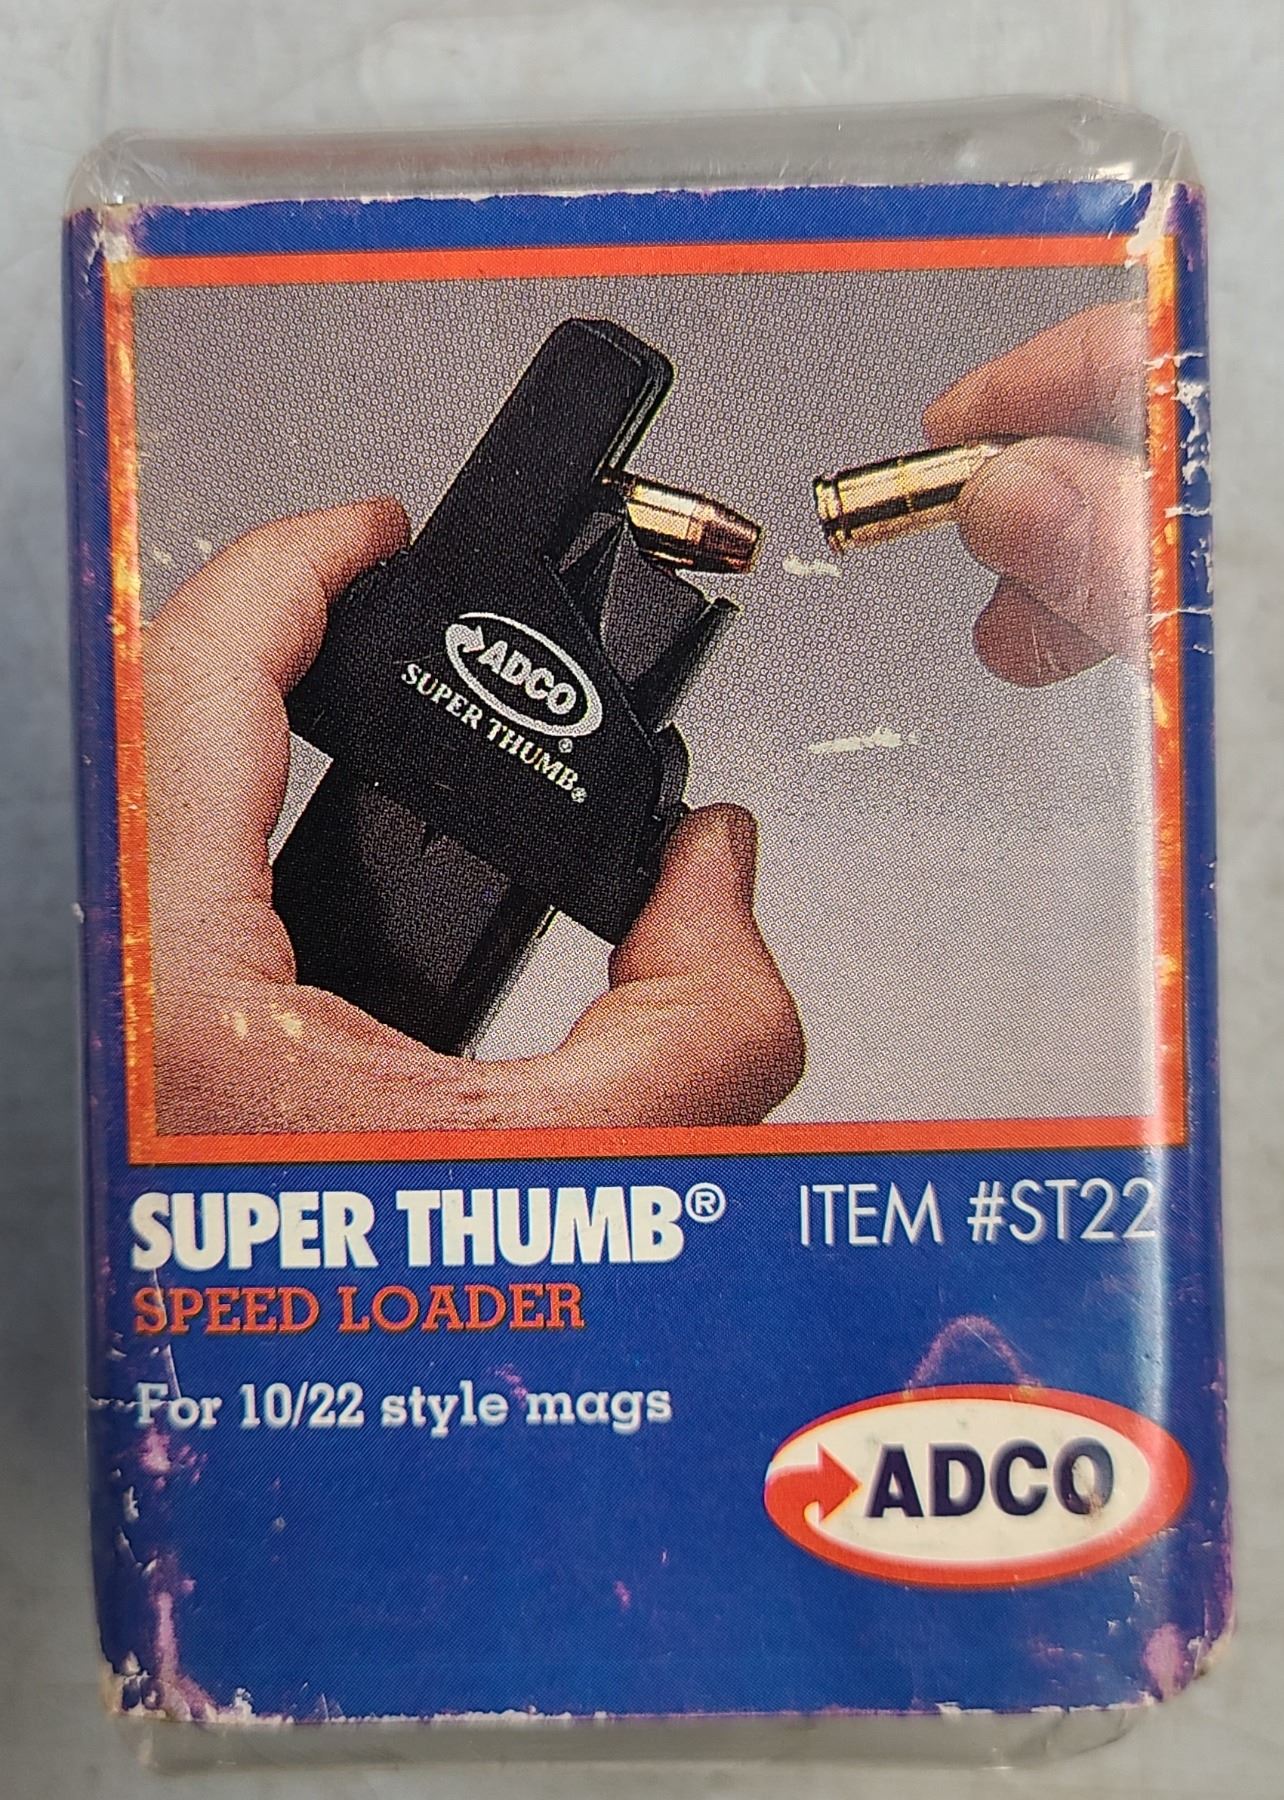 ADCO®
SUPER THUMB®
SUPER THUMB® ITEM #ST22
SPEED LOADER
For 10/22 style mags
ADCO